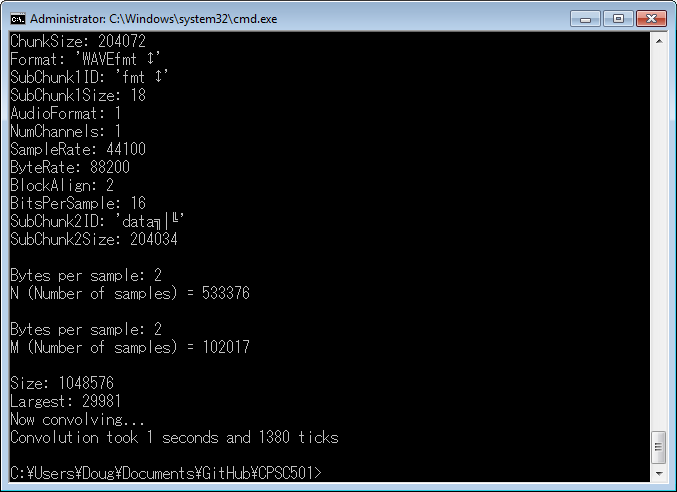 Administrator: C:\Windows\system32\cmd.exe
ChunkSize: 204072
Format: 'WAVEfmt ↕'
SubChunk1ID: 'fmt ↕'
SubChunk1Size: 18
AudioFormat: 1
NumChannels: 1
SampleRate: 44100
ByteRate: 88200
BlockAlign: 2
BitsPerSample: 16
SubChunk2ID: 'data╗│╚'
SubChunk2Size: 204034
Bytes per sample: 2
N (Number of samples) = 533376
Bytes per sample: 2
M (Number of samples) = 102017
Size: 1048576
Largest: 29981
Now convolving...
Convolution took 1 seconds and 1380 ticks
C:¥Users¥Doug¥Documents¥GitHub¥CPSC501>